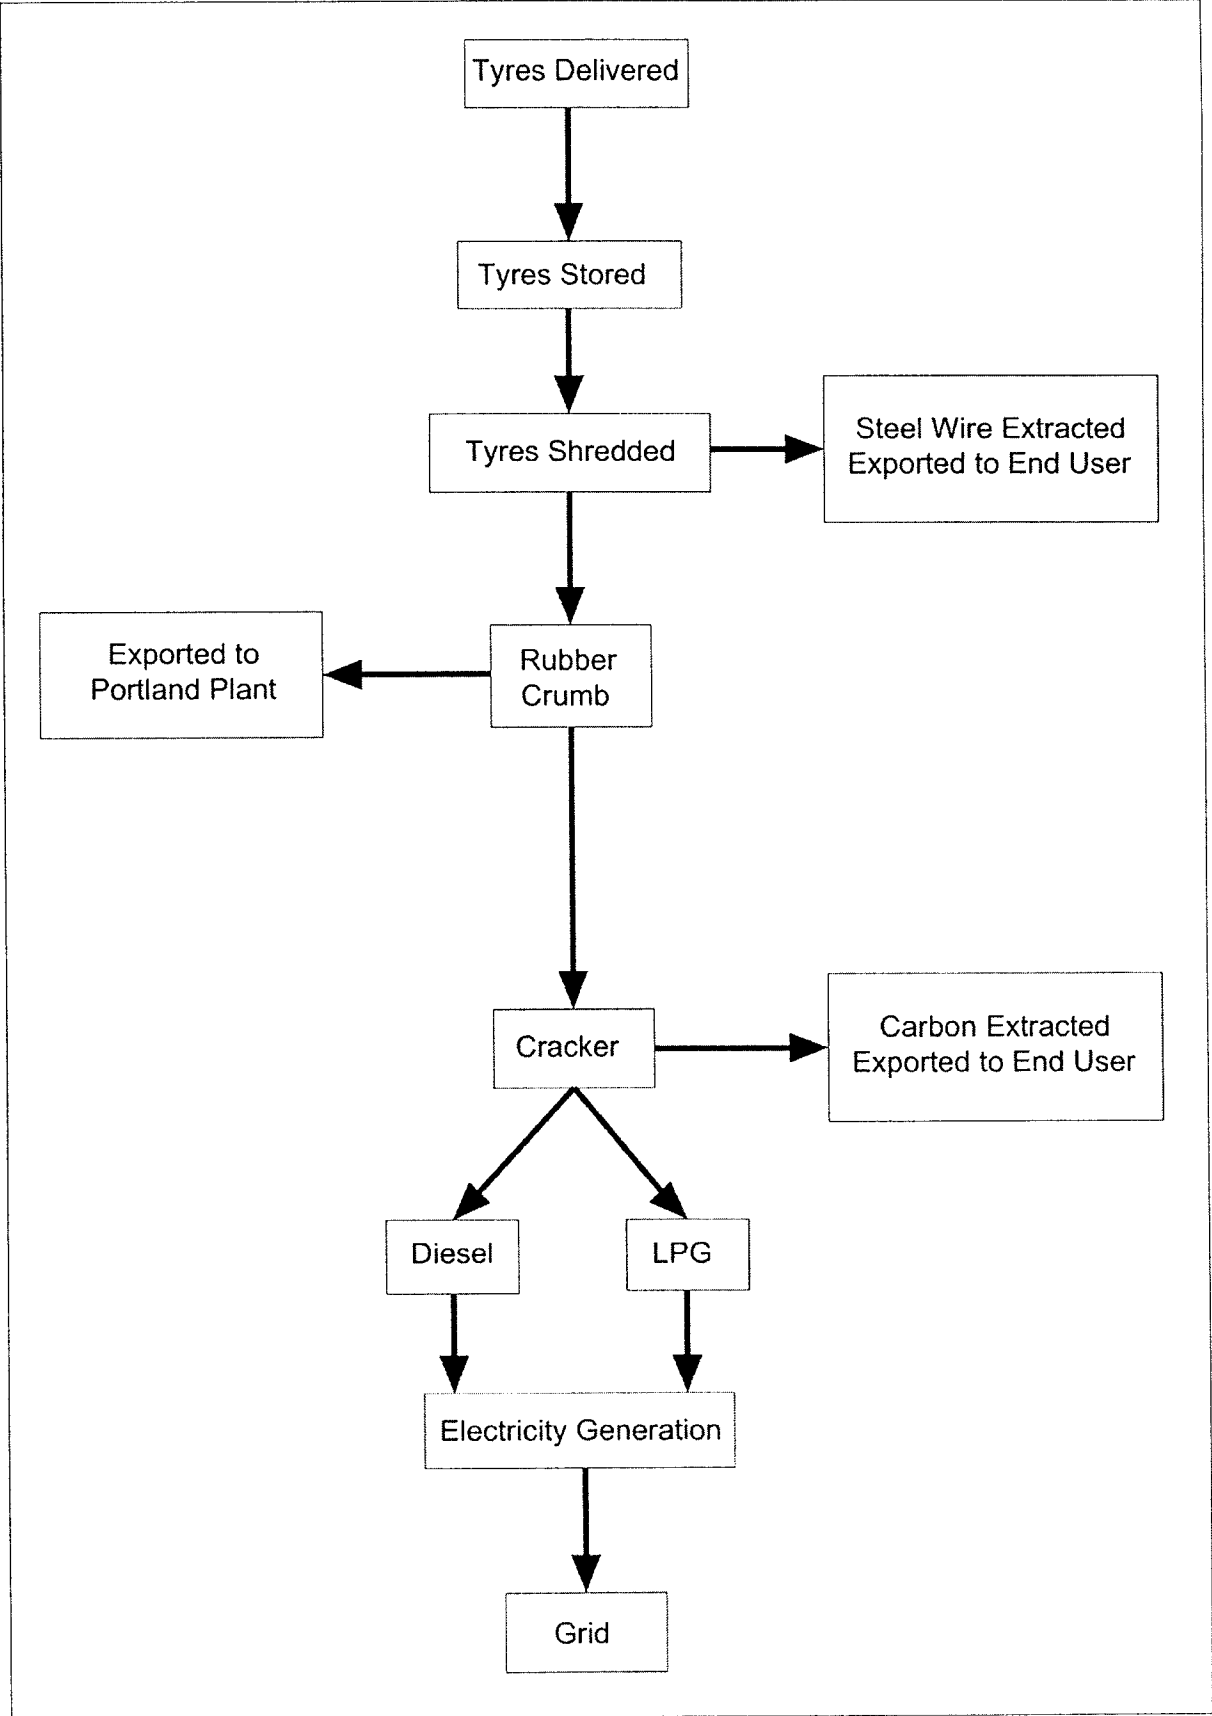 Tyres Delivered
Tyres Stored
Tyres Shredded
Steel Wire Extracted
Exported to End User
Exported to
Portland Plant
Rubber
Crumb
Cracker
Carbon Extracted
Exported to End User
Diesel
LPG
Electricity Generation
Grid